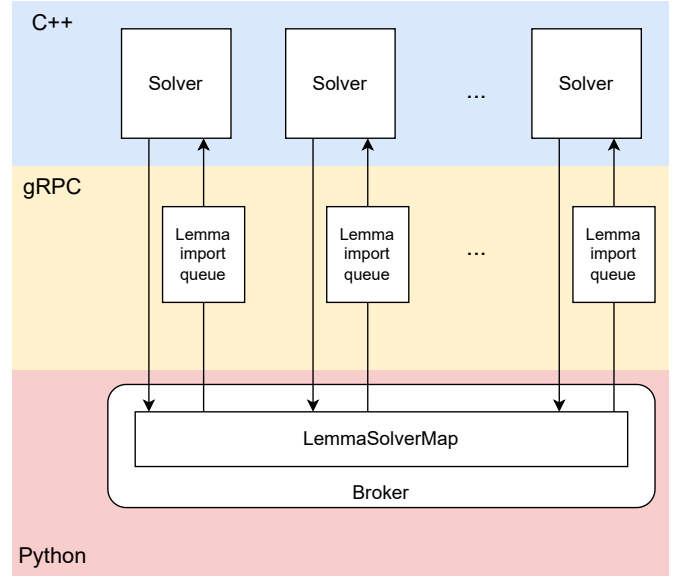 C++
Solver
Solver
...
Solver
gRPC
Lemma
import
queue
Lemma
import
queue
...
Lemma
import
queue
LemmaSolverMap
Broker
Python